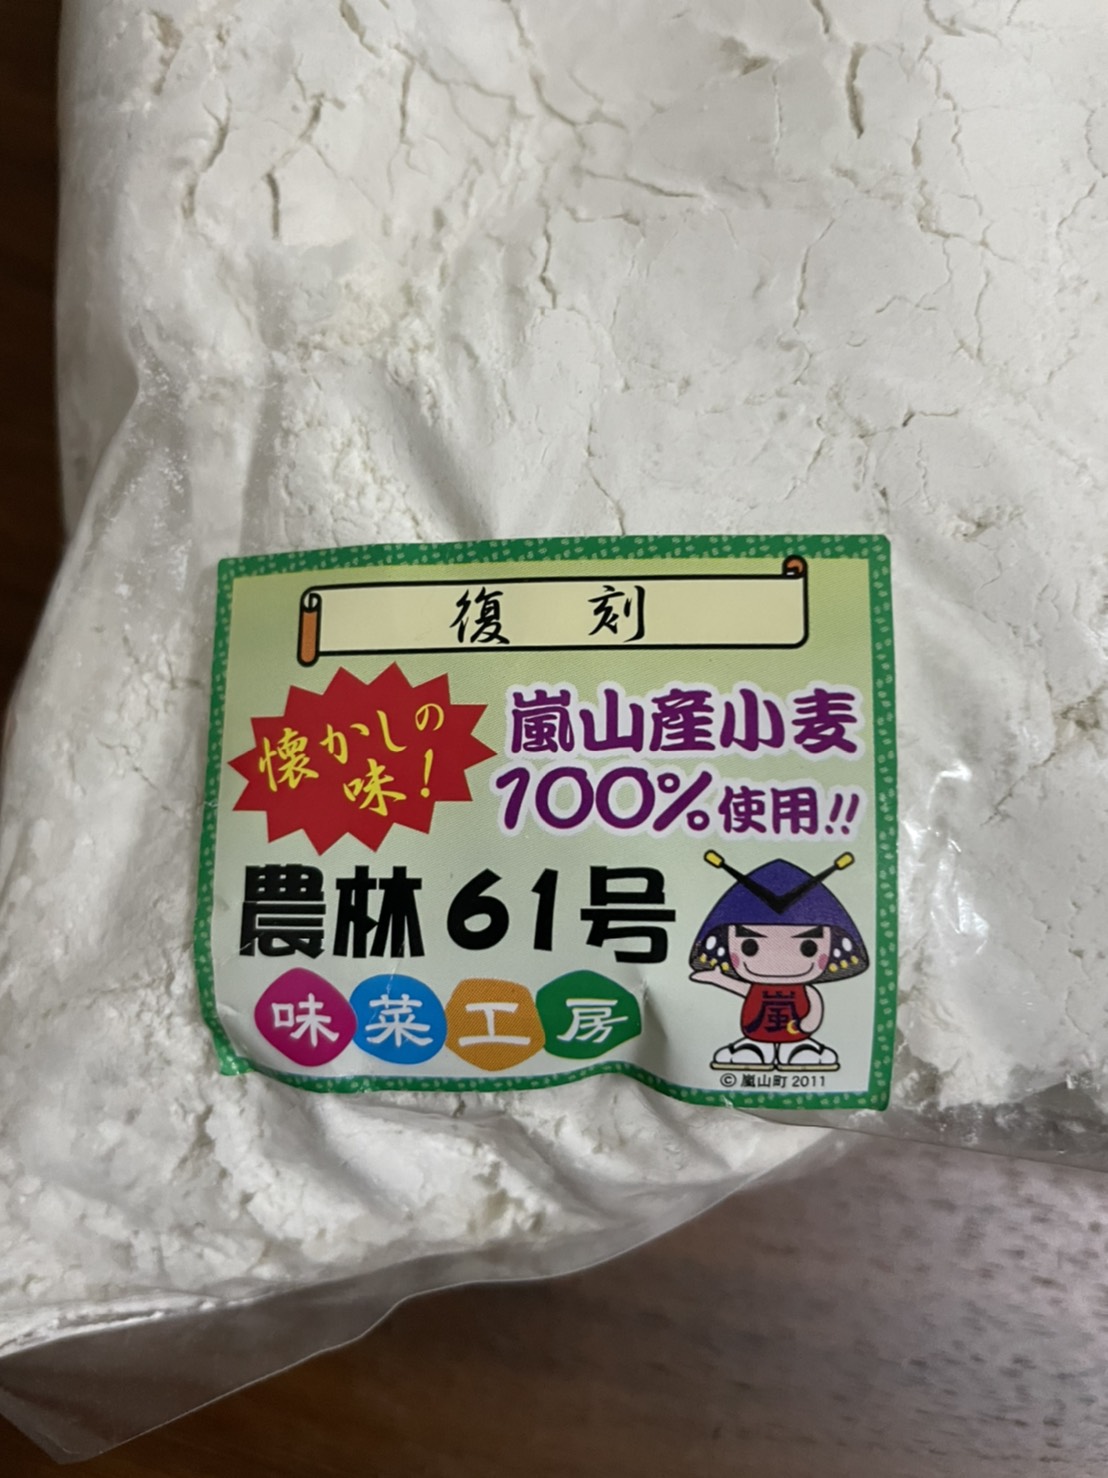 復刻
懐かしの
味！
嵐山産小麦
100%使用!!
農林61号
味菜工房
嵐
© 嵐山町 2011